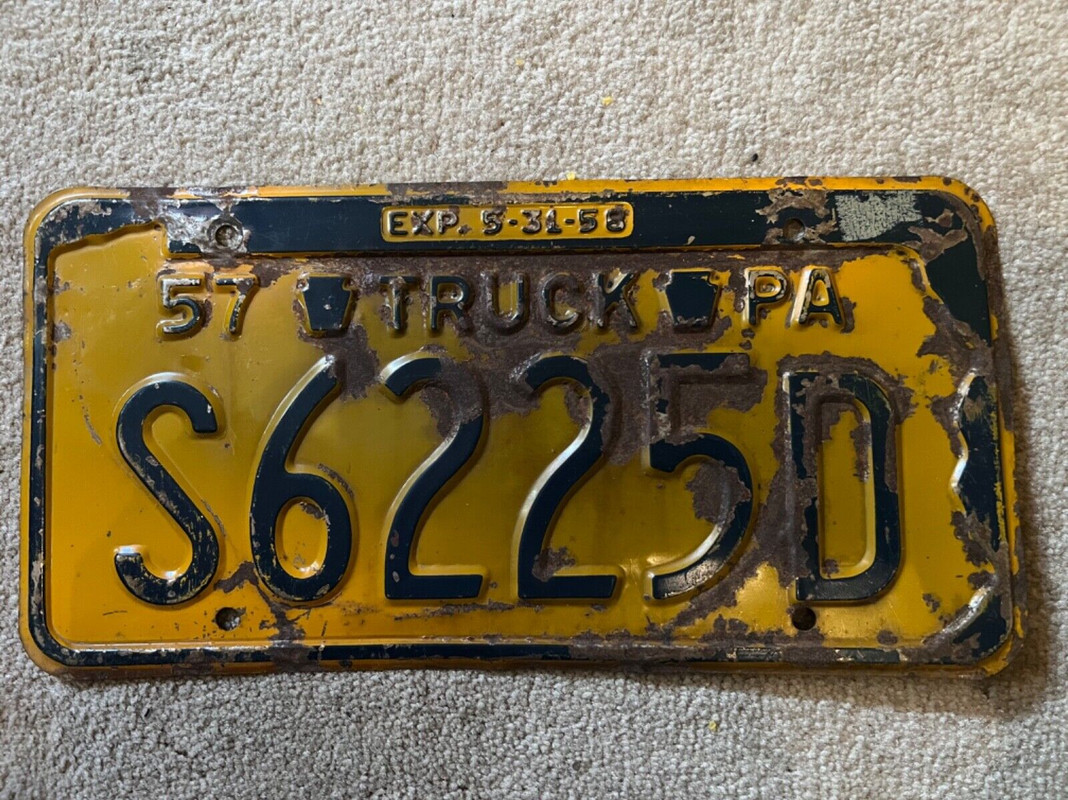 EXP. 5-31-58
57 TRUCK PA
S6225D